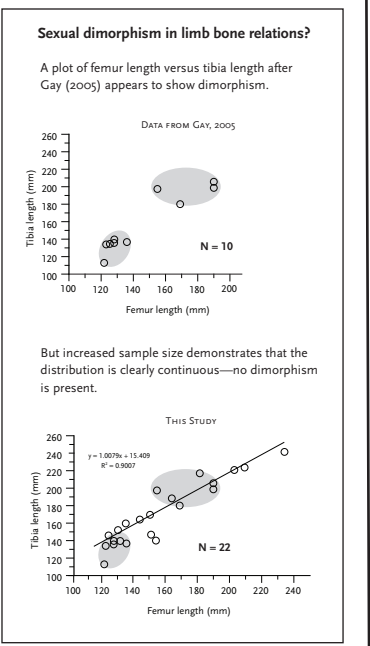 Sexual dimorphism in limb bone relations?
A plot of femur length versus tibia length after
Gay (2005) appears to show dimorphism.
Data from Gay, 2005
260
240
220
200
180
160
140
120
100
Tibia length (mm)
N = 10
100 120 140 160 180 200
Femur length (mm)
But increased sample size demonstrates that the
distribution is clearly continuous—no dimorphism
is present.
This Study
260
240
220
200
180
160
140
120
100
Tibia length (mm)
y = 1.0079x + 15.409
R² = 0.9007
N = 22
100 120 140 160 180 200 220 240
Femur length (mm)